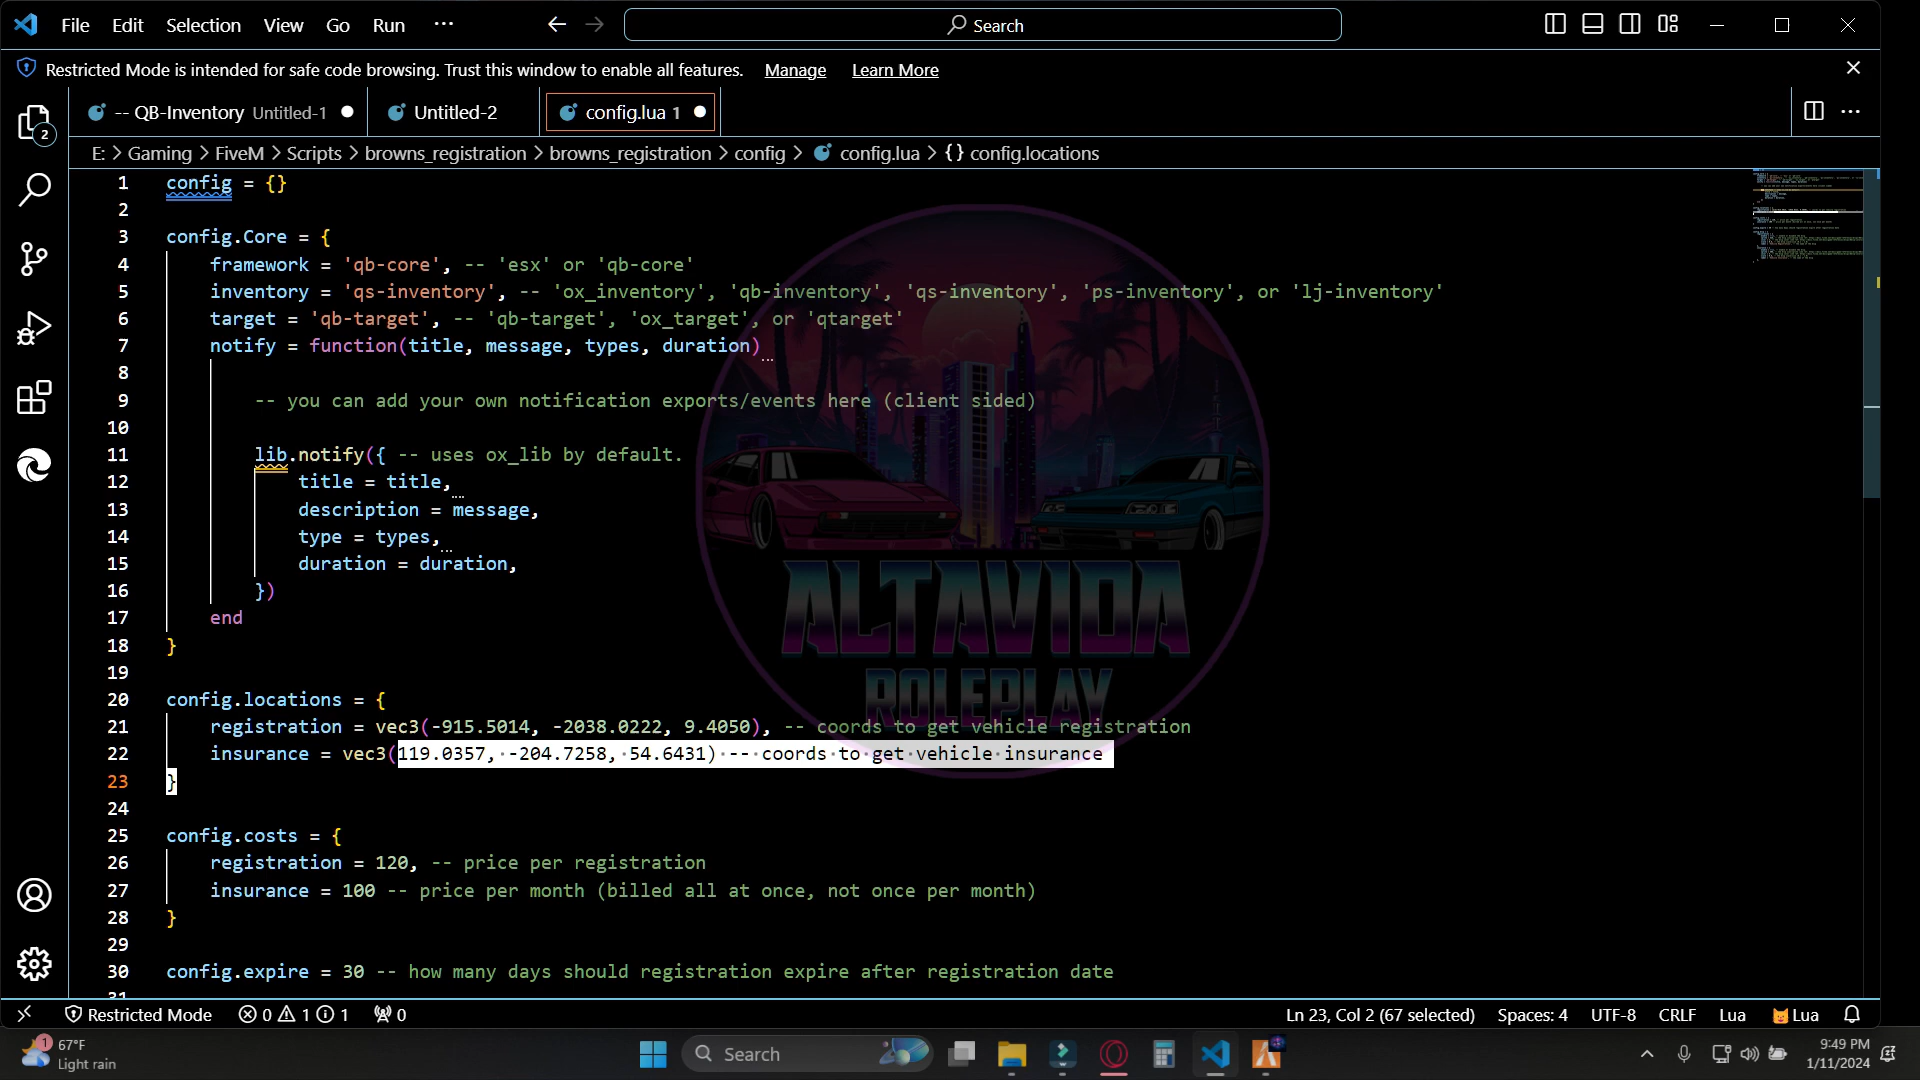 File Edit Selection View Go Run ··· Search
Restricted Mode is intended for safe code browsing. Trust this window to enable all features. Manage Learn More
-- QB-Inventory Untitled-1 Untitled-2 config.lua 1
2
E: > Gaming > FiveM > Scripts > browns_registration > browns_registration > config > config.lua > {} config.locations
1 config = {}
2
3 config.Core = {
4 framework = 'qb-core', -- 'esx' or 'qb-core'
5 inventory = 'qs-inventory', -- 'ox_inventory', 'qb-inventory', 'qs-inventory', 'ps-inventory', or 'lj-inventory'
6 target = 'qb-target', -- 'qb-target', 'ox_target', or 'qtarget'
7 notify = function(title, message, types, duration)
8
9 -- you can add your own notification exports/events here (client sided)
10
11 lib.notify({ -- uses ox_lib by default.
12 title = title,
13 description = message,
14 type = types,
15 duration = duration,
16 })
17 end
18 }
19
20 config.locations = {
21 registration = vec3(-915.5014, -2038.0222, 9.4050), -- coords to get vehicle registration
22 insurance = vec3(119.0357, -204.7258, 54.6431) -- coords to get vehicle insurance
23 }
24
25 config.costs = {
26 registration = 120, -- price per registration
27 insurance = 100 -- price per month (billed all at once, not once per month)
28 }
29
30 config.expire = 30 -- how many days should registration expire after registration date
31
ALTAVIDA
ROLEPLAY
Restricted Mode 0 1 1 0 Ln 23, Col 2 (67 selected) Spaces: 4 UTF-8 CRLF Lua Lua
1 67°F
Light rain
Search
9:49 PM
1/11/2024